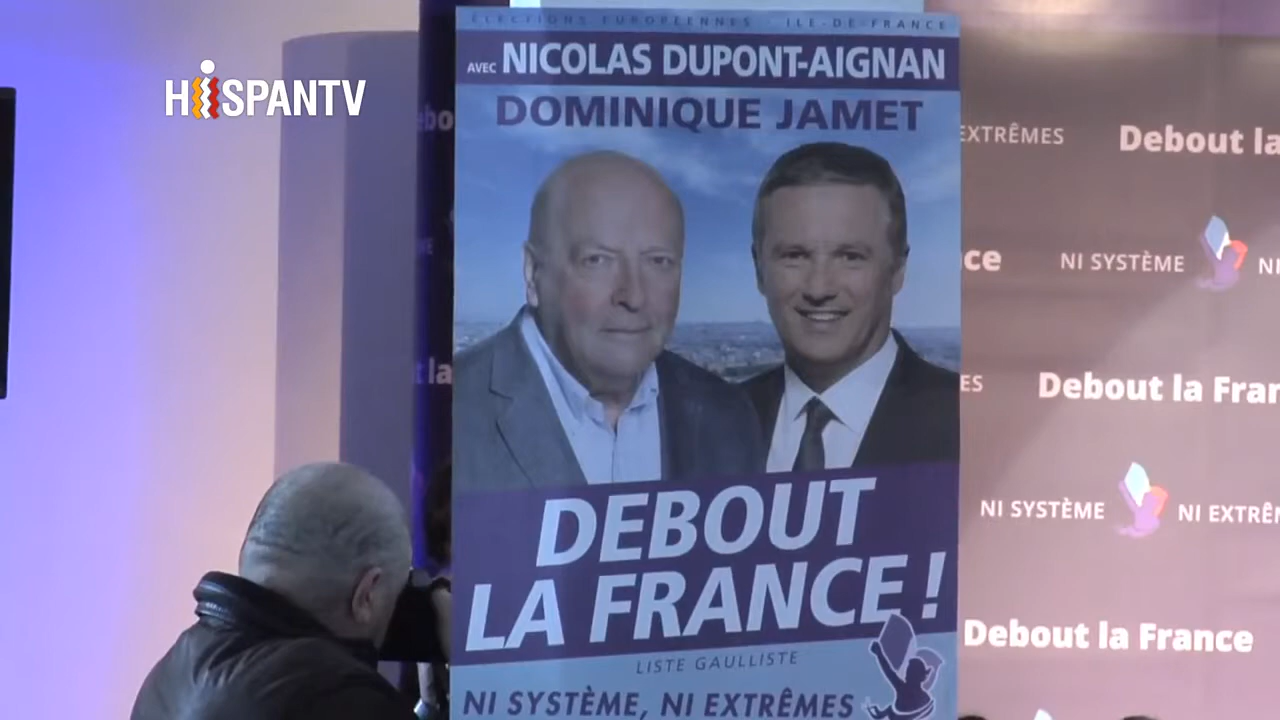 HISPANTV
ÉLECTIONS EUROPÉENNES - ILE-DE-FRANCE
AVEC NICOLAS DUPONT-AIGNAN
DOMINIQUE JAMET
DEBOUT
LA FRANCE !
LISTE GAULLISTE
NI SYSTÈME, NI EXTRÊMES
EXTRÊMES Debout la
ce NI SYSTÈME NI
ES Debout la Fran
NI SYSTÈME NI EXTRÊM
Debout la France